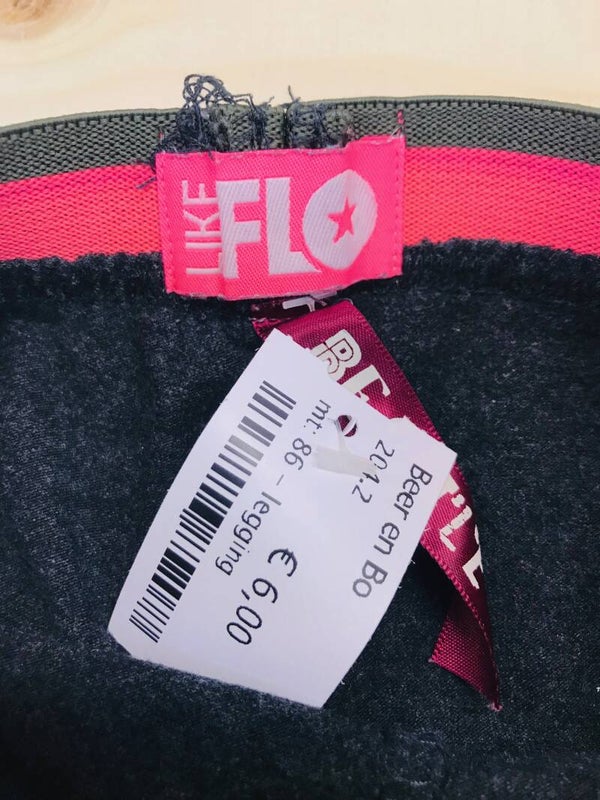 LIKE
FLO
Beer en Bo
201.2
mt: 86 - legging
€ 6,00